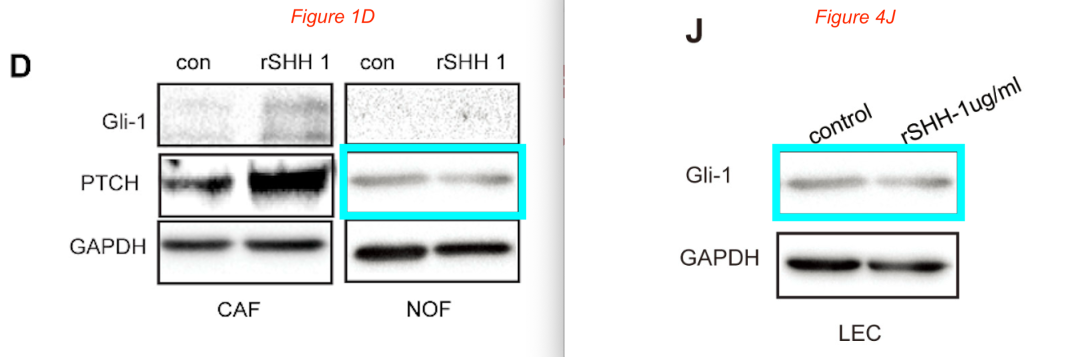 Figure 1D
D
con rSHH 1 con rSHH 1
Gli-1
PTCH
GAPDH
CAF NOF
Figure 4J
J
control rSHH-1ug/ml
Gli-1
GAPDH
LEC